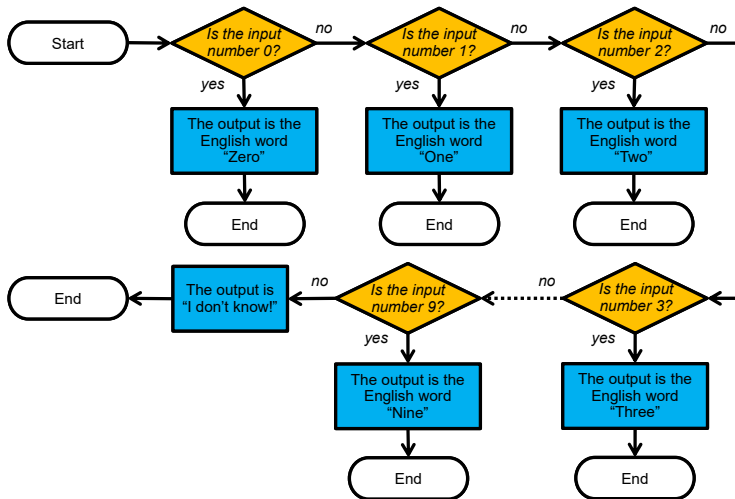 Start
Is the input
number 0?
no
Is the input
number 1?
no
Is the input
number 2?
no
yes
yes
yes
The output is the
English word
“Zero”
The output is the
English word
“One”
The output is the
English word
“Two”
End
End
End
End
The output is
“I don’t know!”
no
Is the input
number 9?
no
Is the input
number 3?
yes
yes
The output is the
English word
“Nine”
The output is the
English word
“Three”
End
End